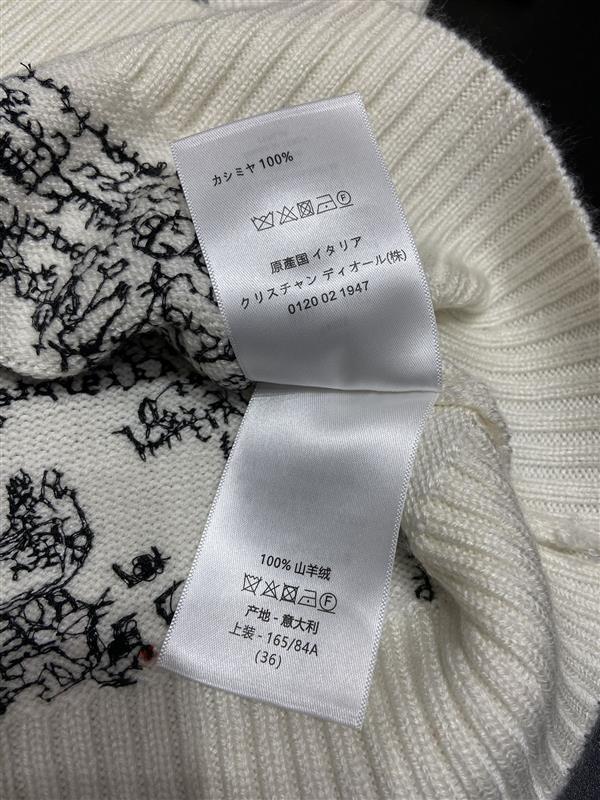 カシミヤ 100%
F
原産国 イタリア
クリスチャン ディオール(株)
0120 02 1947
100% 山羊绒
F
产地 - 意大利
上装 - 165/84A
(36)